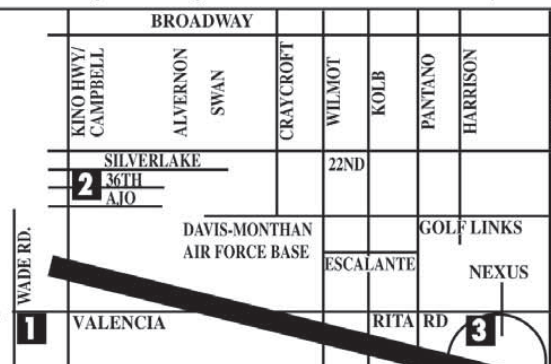 BROADWAY
KINO HWY/
CAMPBELL
ALVERNON
SWAN
CRAYCROFT
WILMOT
KOLB
PANTANO
HARRISON
SILVERLAKE
22ND
2
36TH
AJO
DAVIS-MONTHAN
AIR FORCE BASE
GOLF LINKS
ESCALANTE
NEXUS
WADE RD.
1
VALENCIA
RITA RD
3